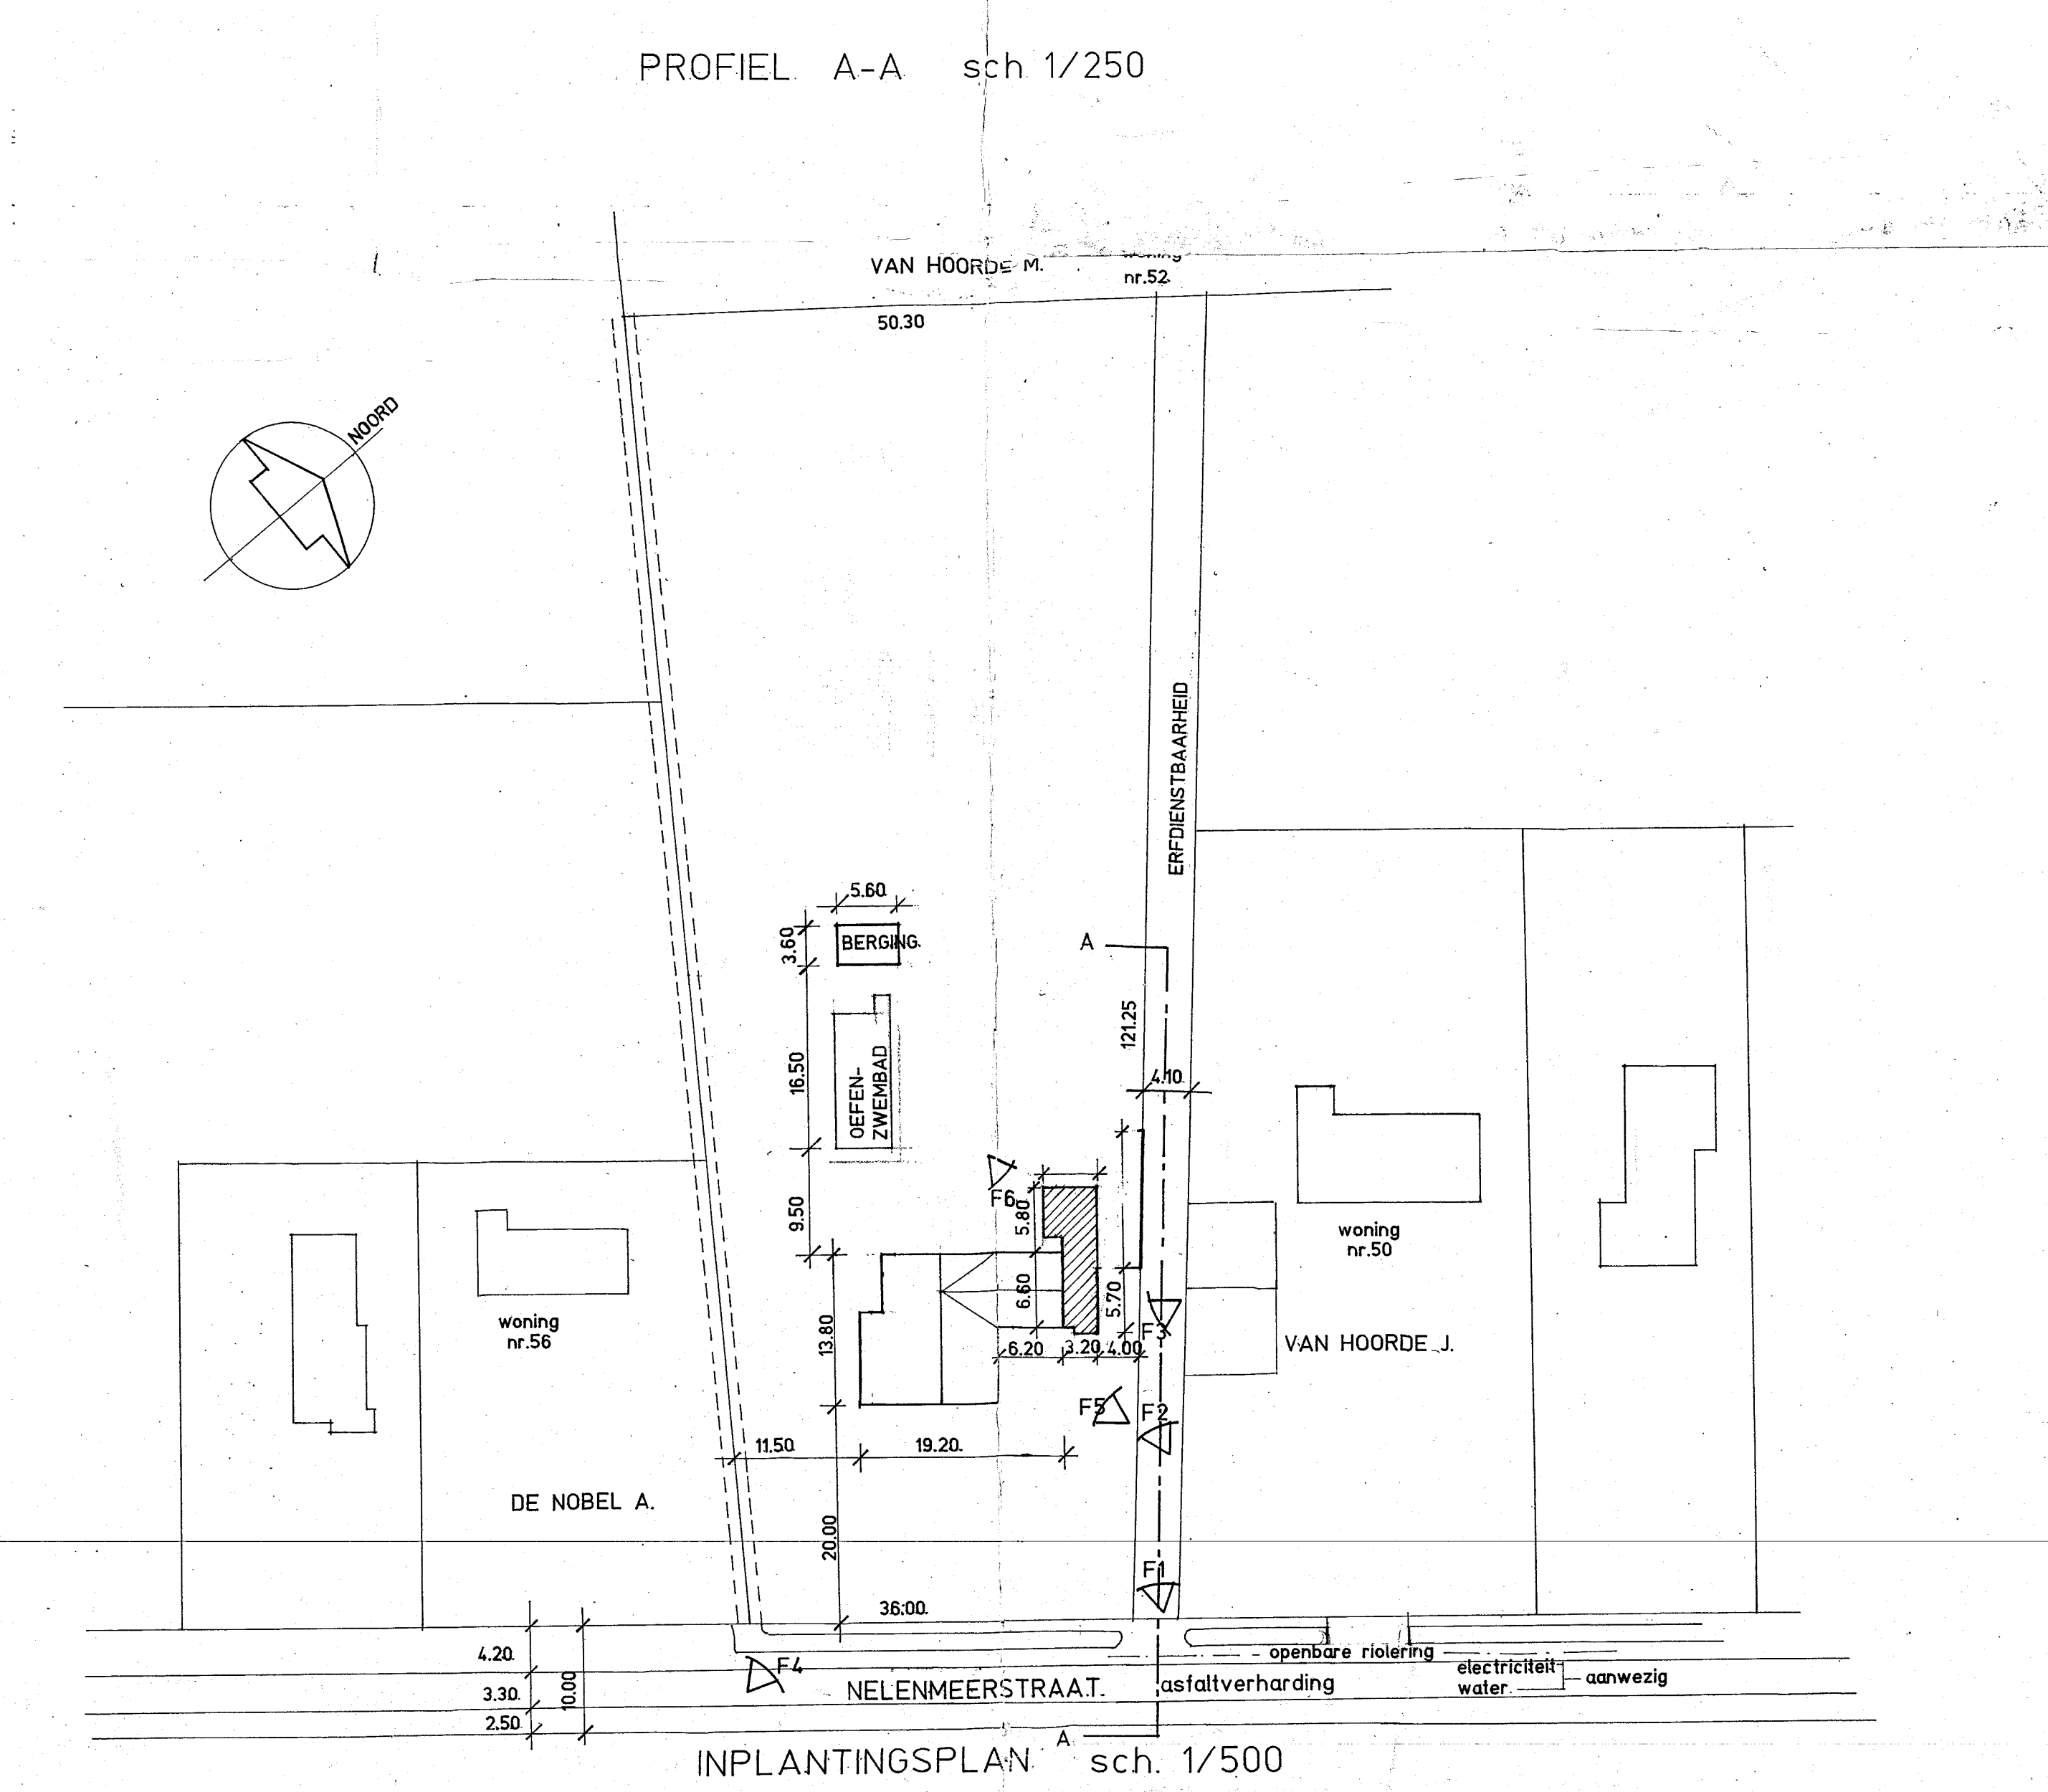 PROFIEL A-A sch 1/250
VAN HOORDE M.
woning
nr.52
50.30
NOORD
ERFDIENSTBAARHEID
5.60
3.60
BERGING.
A
121.25
16.50
OEFEN-
ZWEMBAD
4.10
F6
5.80
9.50
woning
nr.50
6.60
5.70
13.80
F3
woning
nr.56
6.20
3.20
4.00
VAN HOORDE J.
F5
F2
11.50
19.20.
DE NOBEL A.
20.00
F1
36.00.
4.20.
openbare riolering
F4
electriciteit
water.
aanwezig
3.30.
10.00
NELENMEERSTRAAT.
asfaltverharding
2.50.
A
INPLANTINGSPLAN sch. 1/500